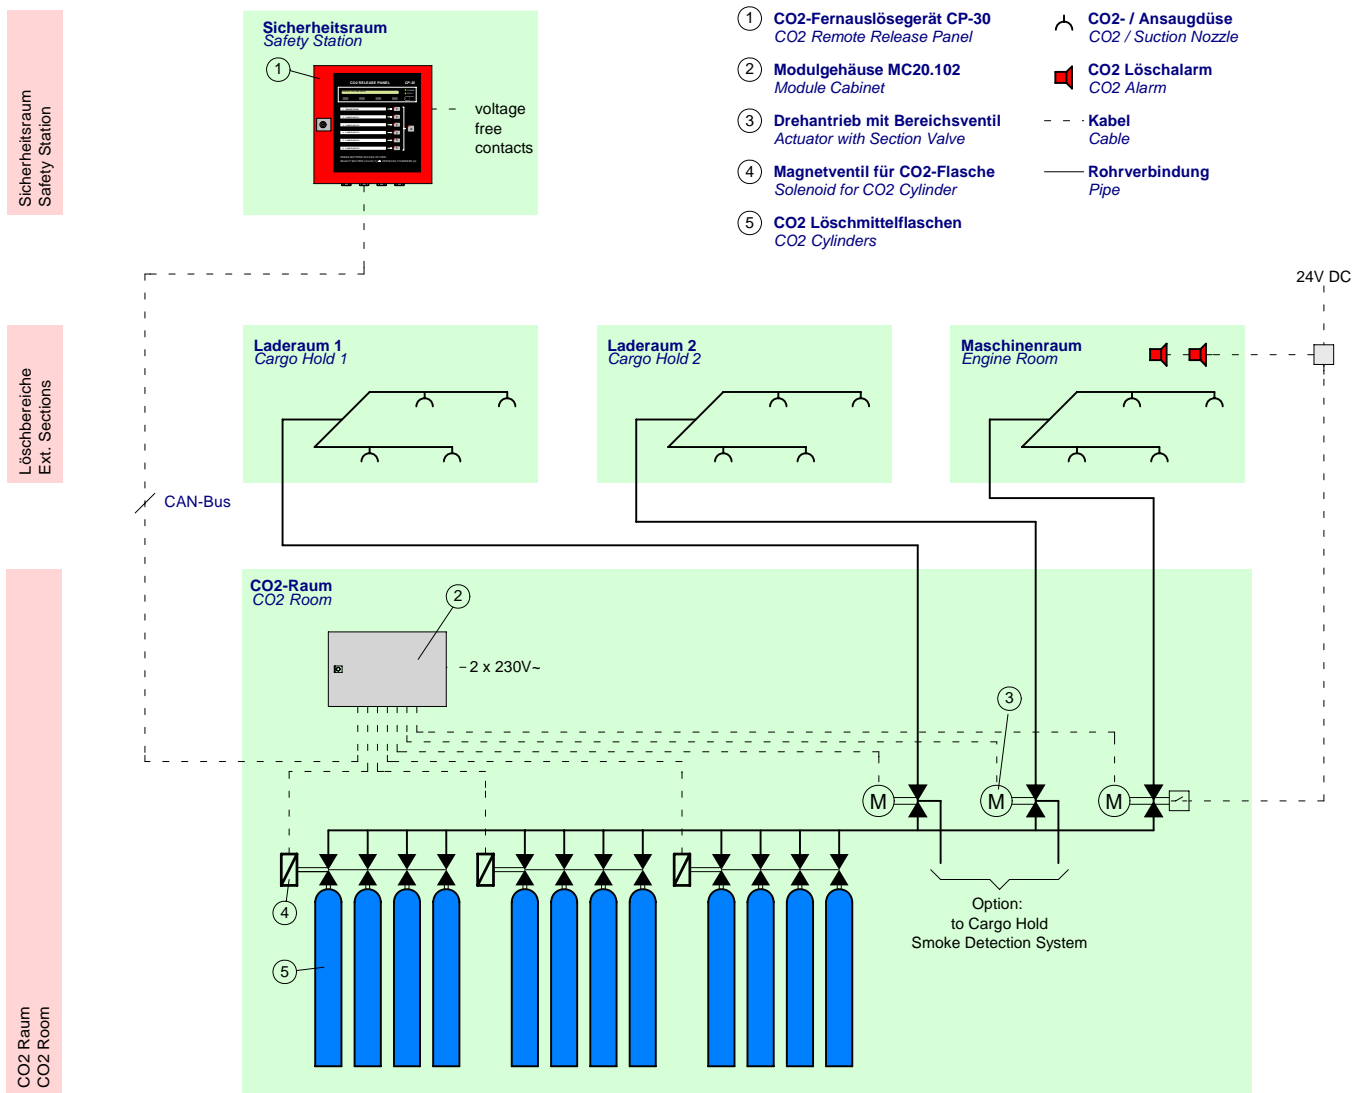 Sicherheitsraum
Safety Station
Sicherheitsraum
Safety Station
1
CO2 RELEASE PANEL
CP-30
voltage
free
contacts
1
CO2-Fernauslösegerät CP-30
CO2 Remote Release Panel
2
Modulgehäuse MC20.102
Module Cabinet
3
Drehantrieb mit Bereichsventil
Actuator with Section Valve
4
Magnetventil für CO2-Flasche
Solenoid for CO2 Cylinder
5
CO2 Löschmittelflaschen
CO2 Cylinders
CO2- / Ansaugdüse
CO2 / Suction Nozzle
CO2 Löschalarm
CO2 Alarm
Kabel
Cable
Rohrverbindung
Pipe
24V DC
Löschbereiche
Ext. Sections
Laderaum 1
Cargo Hold 1
Laderaum 2
Cargo Hold 2
Maschinenraum
Engine Room
CAN-Bus
CO2 Raum
CO2 Room
CO2-Raum
CO2 Room
2
2 x 230V~
3
M
M
M
4
5
Option:
to Cargo Hold
Smoke Detection System